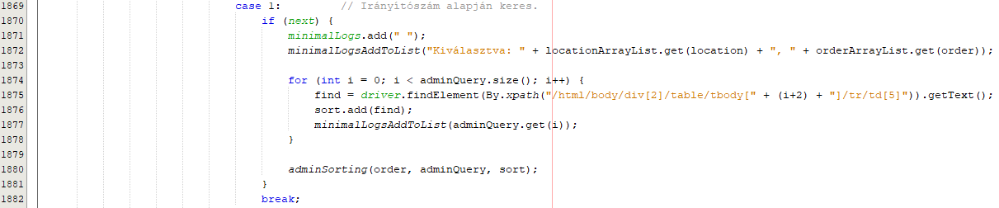 1869 case 1: // Irányítószám alapján keres.
1870 if (next) {
1871 minimalLogs.add(" ");
1872 minimalLogsAddToList("Kiválasztva: " + locationArrayList.get(location) + ", " + orderArrayList.get(order));
1873
1874 for (int i = 0; i < adminQuery.size(); i++) {
1875 find = driver.findElement(By.xpath("/html/body/div[2]/table/tbody[" + (i+2) + "]/tr/td[5]")).getText();
1876 sort.add(find);
1877 minimalLogsAddToList(adminQuery.get(i));
1878 }
1879
1880 adminSorting(order, adminQuery, sort);
1881 }
1882 break;